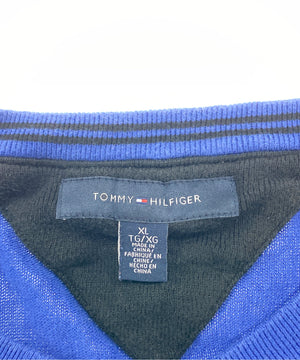 TOMMY HILFIGER
XL
TG/XG
MADE IN
CHINA/
FABRIQUÉ EN
CHINE/
HECHO EN
CHINA